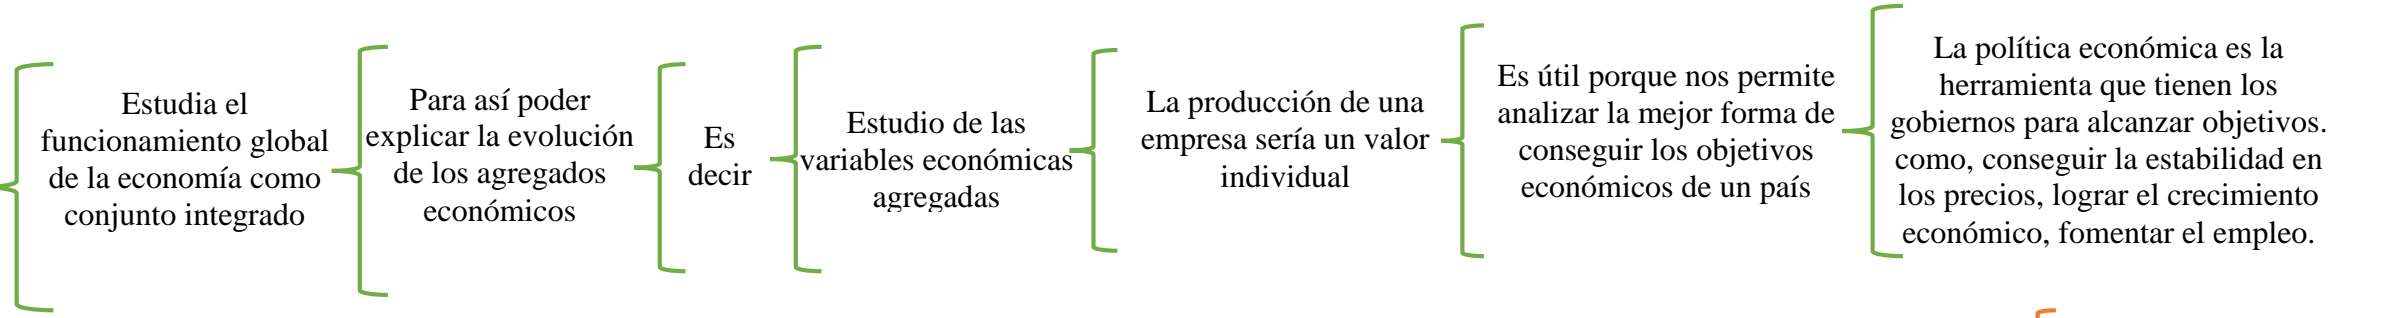 Estudia el
funcionamiento global
de la economía como
conjunto integrado
Para así poder
explicar la evolución
de los agregados
económicos
Es
decir
Estudio de las
variables económicas
agregadas
La producción de una
empresa sería un valor
individual
Es útil porque nos permite
analizar la mejor forma de
conseguir los objetivos
económicos de un país
La política económica es la
herramienta que tienen los
gobiernos para alcanzar objetivos.
como, conseguir la estabilidad en
los precios, lograr el crecimiento
económico, fomentar el empleo.